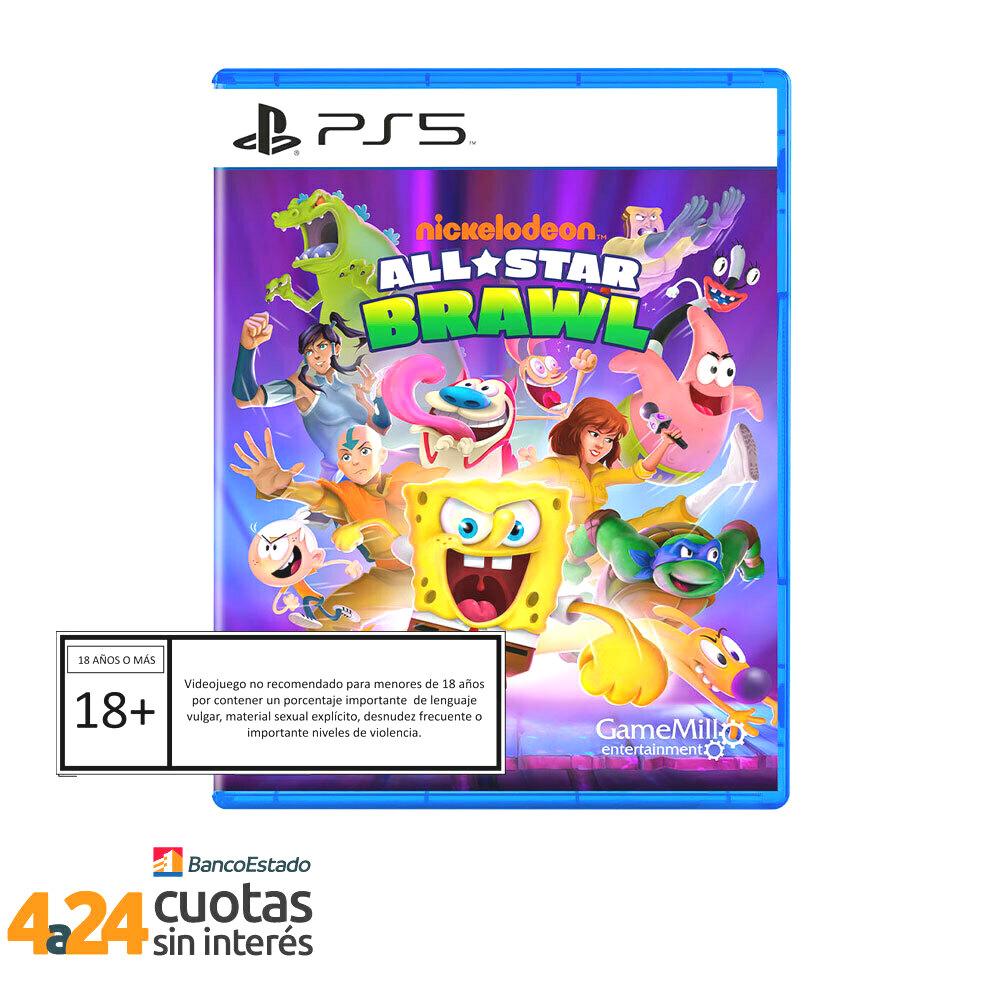 PS5™
nickelodeon™
ALL★STAR
BRAWL
18 AÑOS O MÁS
18+
Videojuego no recomendado para menores de 18 años
por contener un porcentaje importante de lenguaje
vulgar, material sexual explícito, desnudez frecuente o
importante niveles de violencia.
GameMill
entertainment
BancoEstado
4a24 cuotas
sin interés